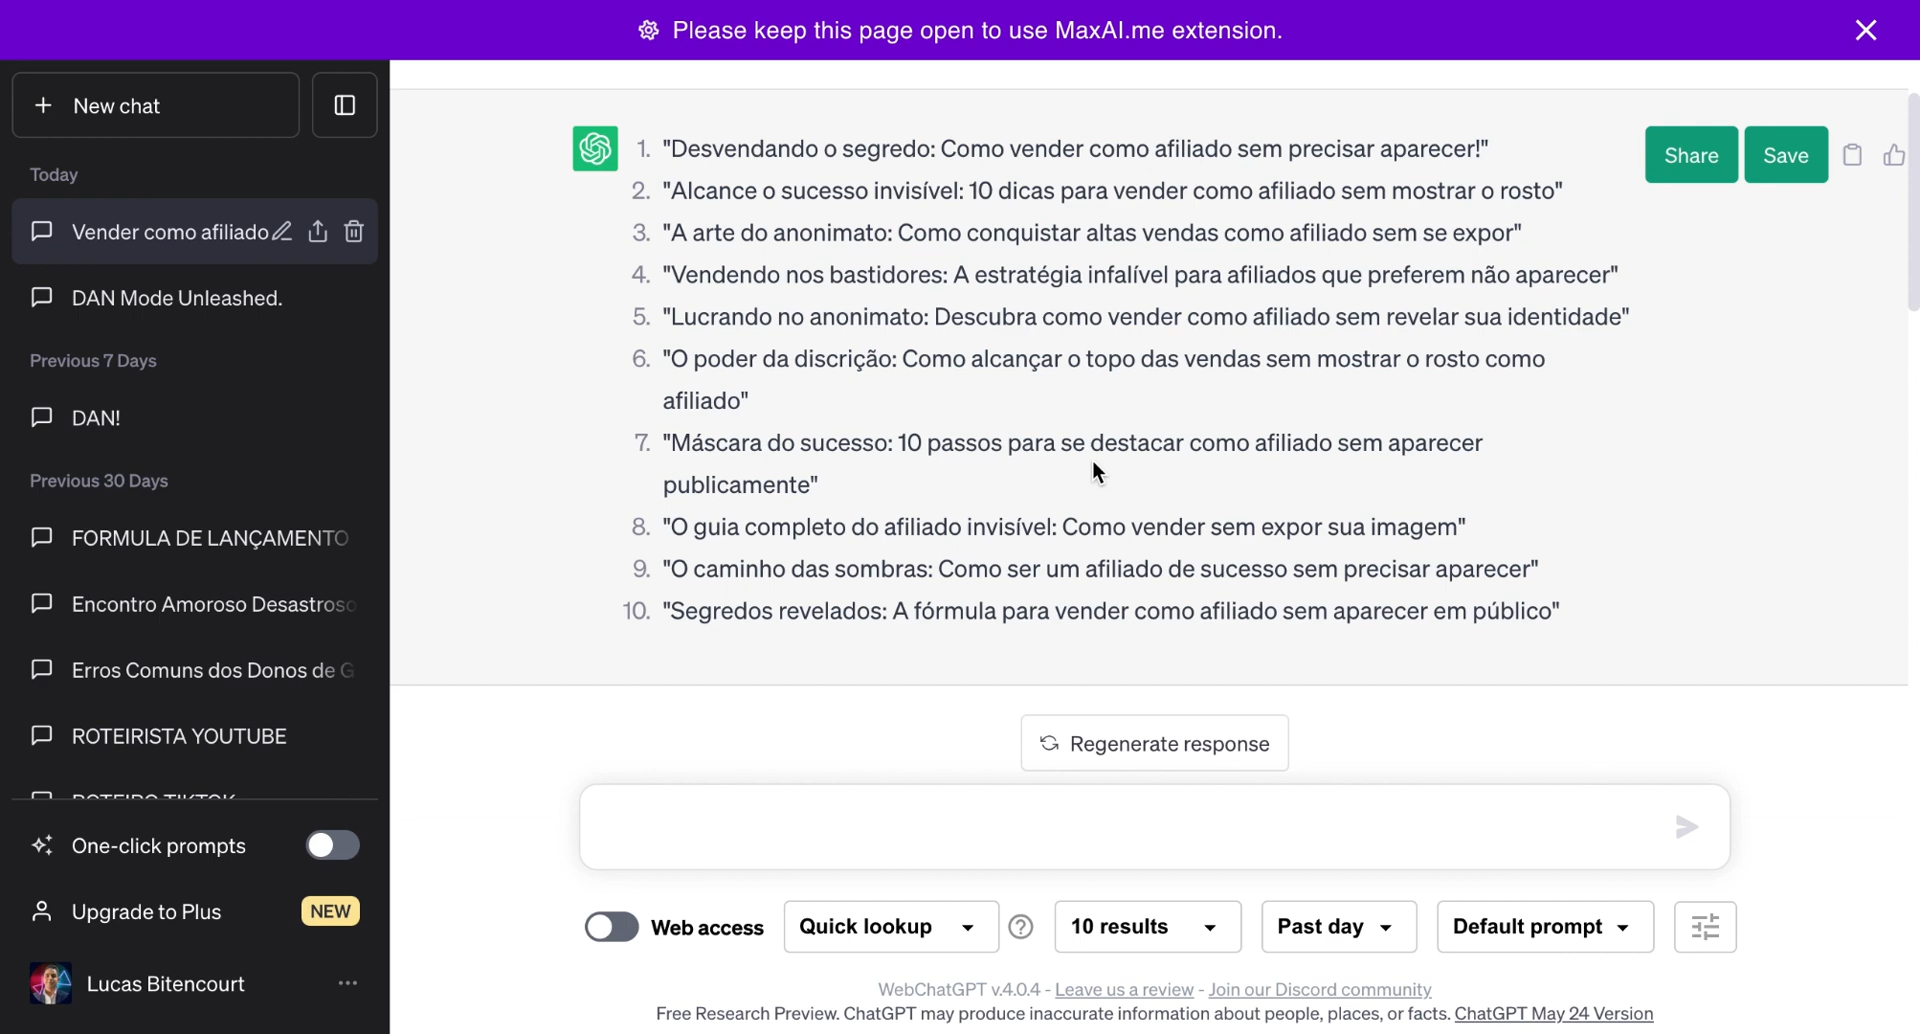 Please keep this page open to use MaxAI.me extension.
New chat
Today
Vender como afiliado
DAN Mode Unleashed.
Previous 7 Days
DAN!
Previous 30 Days
FORMULA DE LANÇAMENTO
Encontro Amoroso Desastroso
Erros Comuns dos Donos de G
ROTEIRISTA YOUTUBE
ROTEIRO TIKTOK
One-click prompts
Upgrade to Plus NEW
Lucas Bitencourt
1. "Desvendando o segredo: Como vender como afiliado sem precisar aparecer!"
Share Save
2. "Alcance o sucesso invisível: 10 dicas para vender como afiliado sem mostrar o rosto"
3. "A arte do anonimato: Como conquistar altas vendas como afiliado sem se expor"
4. "Vendendo nos bastidores: A estratégia infalível para afiliados que preferem não aparecer"
5. "Lucrando no anonimato: Descubra como vender como afiliado sem revelar sua identidade"
6. "O poder da discrição: Como alcançar o topo das vendas sem mostrar o rosto como
afiliado"
7. "Máscara do sucesso: 10 passos para se destacar como afiliado sem aparecer
publicamente"
8. "O guia completo do afiliado invisível: Como vender sem expor sua imagem"
9. "O caminho das sombras: Como ser um afiliado de sucesso sem precisar aparecer"
10. "Segredos revelados: A fórmula para vender como afiliado sem aparecer em público"
Regenerate response
Web access Quick lookup 10 results Past day Default prompt
WebChatGPT v.4.0.4 - Leave us a review - Join our Discord community
Free Research Preview. ChatGPT may produce inaccurate information about people, places, or facts. ChatGPT May 24 Version